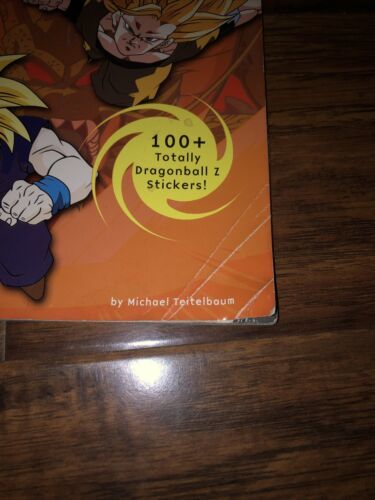 100+
Totally
Dragonball Z
Stickers!
by Michael Teitelbaum